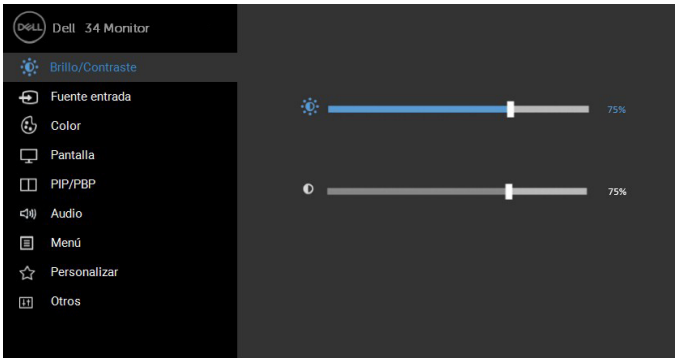 DELL Dell 34 Monitor
Brillo/Contraste
Fuente entrada
75%
Color
Pantalla
PIP/PBP
75%
Audio
Menú
Personalizar
Otros